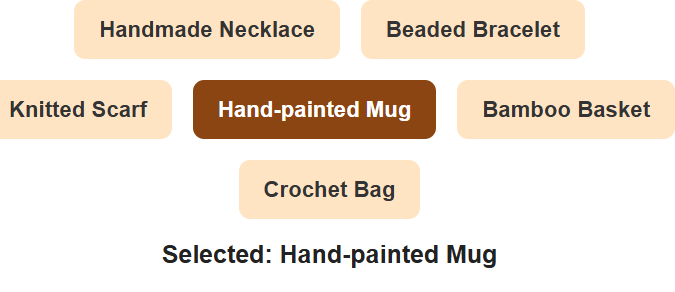 Handmade Necklace Beaded Bracelet
Knitted Scarf Hand-painted Mug Bamboo Basket
Crochet Bag
Selected: Hand-painted Mug